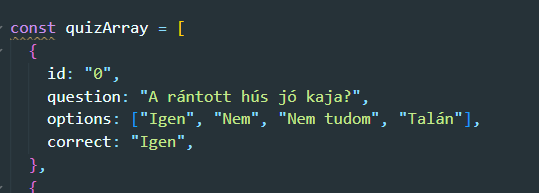 const quizArray = [
{
id: "0",
question: "A rántott hús jó kaja?",
options: ["Igen", "Nem", "Nem tudom", "Talán"],
correct: "Igen",
},
{